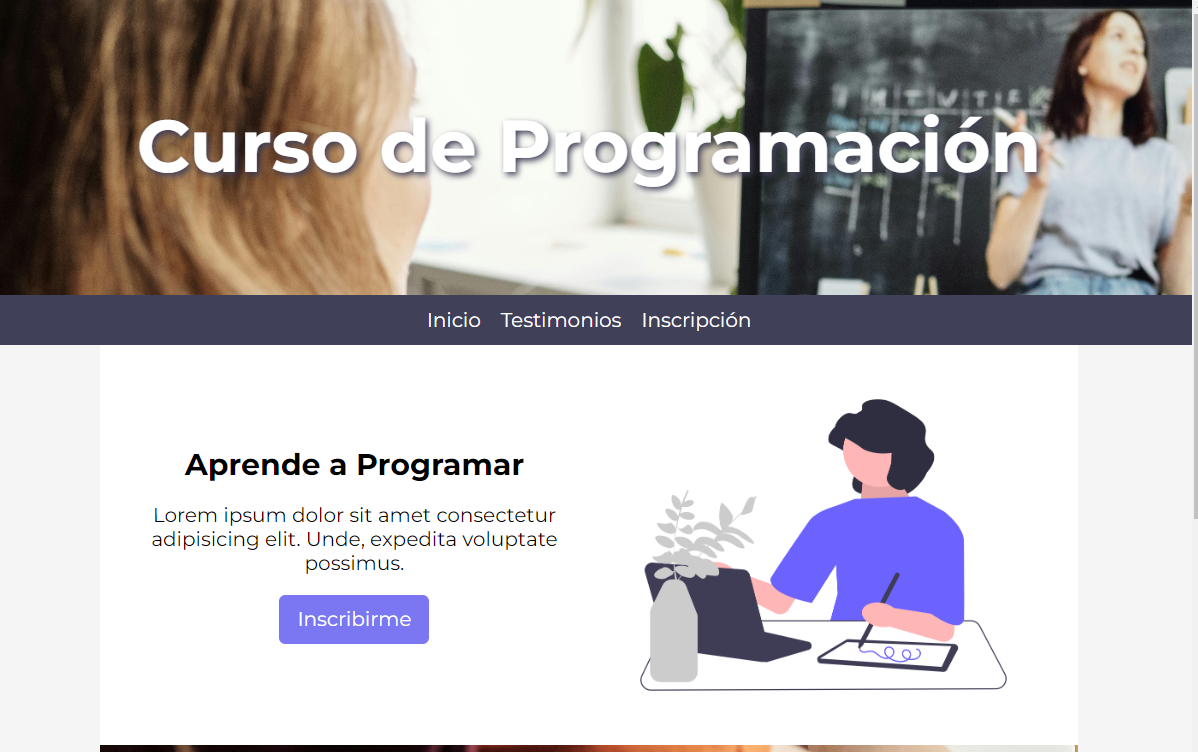 Curso de Programación
Inicio Testimonios Inscripción
Aprende a Programar
Lorem ipsum dolor sit amet consectetur
adipisicing elit. Unde, expedita voluptate
possimus.
Inscribirme